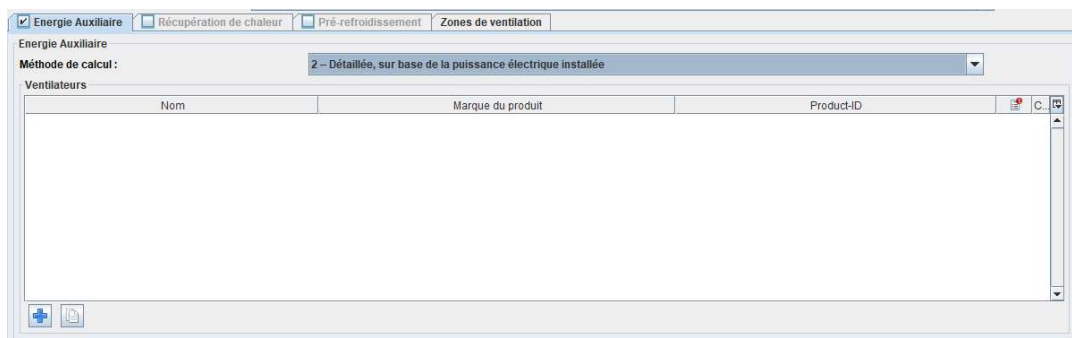 Energie Auxiliaire Récupération de chaleur Pré-refroidissement Zones de ventilation
Energie Auxiliaire
Méthode de calcul : 2 – Détaillée, sur base de la puissance électrique installée
Ventilateurs
Nom Marque du produit Product-ID C...